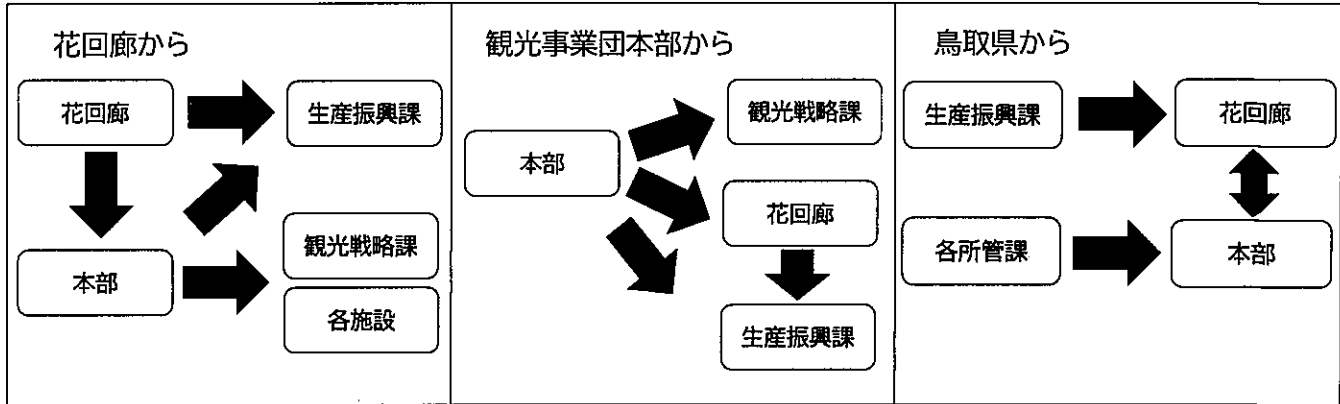 花回廊から
花回廊
生産振興課
本部
観光戦略課
各施設
観光事業団本部から
本部
観光戦略課
花回廊
生産振興課
鳥取県から
生産振興課
花回廊
各所管課
本部